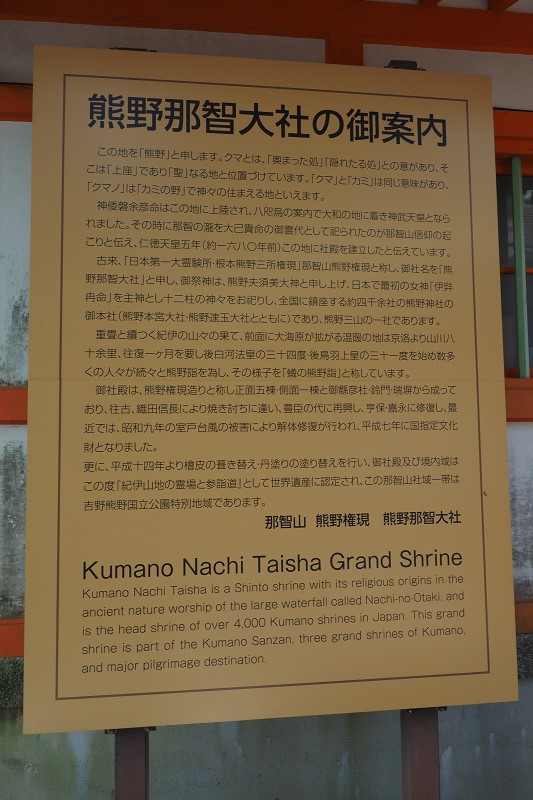 熊野那智大社の御案内
この地を「熊野」と申します。クマとは、「奥まった処」「隠れたる処」との意があり、そ
こは「上座」であり「聖」なる地と位置づけています。「クマ」と「カミ」は同じ意味があり、
「クマノ」は「カミの野」で神々の住まえる地といえます。
神倭磐余彦命はこの地に上陸され、八咫烏の案内で大和の地に着き神武天皇となら
れました。その時に那智の瀧を大己貴命の御霊代として祀られたのが那智山信仰の起
こりと伝え、仁徳天皇五年（約一六八〇年前）この地に社殿を建立したと伝えています。
古来、「日本第一大霊験所・根本熊野三所権現」那智山熊野権現と称し、御社名を「熊
野那智大社」と申し、御祭神は、熊野夫須美大神と申し上げ、日本で最初の女神「伊弉
冉命」を主神とし十二柱の神々をお祀りし、全国に鎮座する約四千余社の熊野神社の
御本社（熊野本宮大社・熊野速玉大社とともに）であり、熊野三山の一社であります。
重畳と續つく紀伊の山々の果て、前面に大海原が拡がる温暖の地は京洛より山川八
十余里、往復一ヶ月を要し後白河法皇の三十四度・後鳥羽上皇の三十一度を始め数多
くの人々が続々と熊野詣を為し、その様子を「蟻の熊野詣」と称しています。
御社殿は、熊野権現造りと称し正面五棟・側面一棟と御縣彦社・鈴門・瑞塀から成って
おり、往古、織田信長により焼き討ちに遭い、豊臣の代に再興し、亨保・嘉永に修復し、最
近では、昭和九年の室戸台風の被害により解体修復が行われ、平成七年に国指定文化
財となりました。
更に、平成十四年より檜皮の葺き替え・丹塗りの塗り替えを行い、御社殿及び境内域は
この度「紀伊山地の霊場と参詣道」として世界遺産に認定され、この那智山社域一帯は
吉野熊野国立公園特別地域であります。
那智山 熊野権現 熊野那智大社
Kumano Nachi Taisha Grand Shrine
Kumano Nachi Taisha is a Shinto shrine with its religious origins in the
ancient nature worship of the large waterfall called Nachi-no-Otaki, and
is the head shrine of over 4,000 Kumano shrines in Japan. This grand
shrine is part of the Kumano Sanzan, three grand shrines of Kumano,
and major pilgrimage destination.